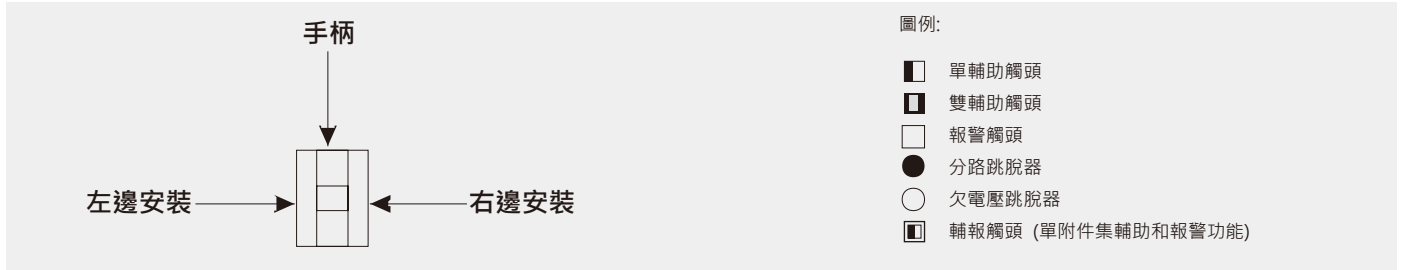 手柄
左邊安裝
右邊安裝
圖例:
單輔助觸頭
雙輔助觸頭
報警觸頭
分路跳脫器
欠電壓跳脫器
輔報觸頭 (單附件集輔助和報警功能)